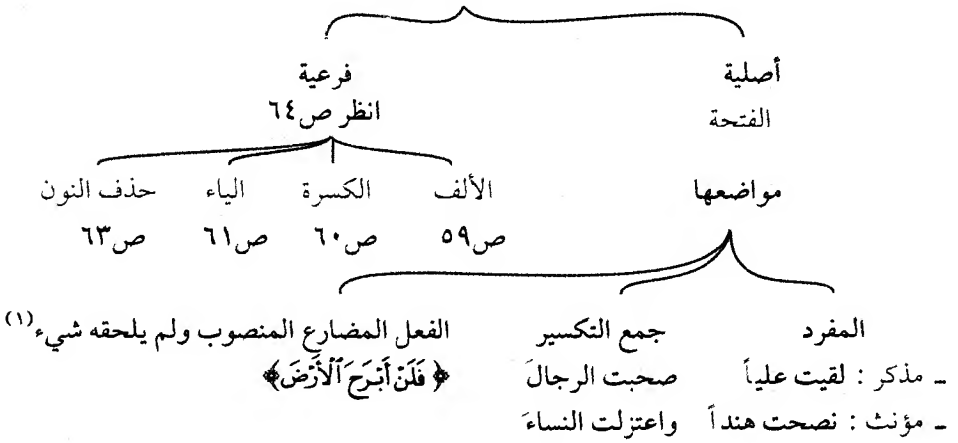 أصلية فرعية
الفتحة انظر ص٦٤
مواضعها الألف الكسرة الياء حذف النون
ص٥٩ ص٦٠ ص٦١ ص٦٣
المفرد جمع التكسير الفعل المضارع المنصوب ولم يلحقه شيء(١)
ـ مذكر : لقيت علياً صحبت الرجالَ ﴿ فَلَنْ أَبْرَحَ ٱلْأَرْضَ﴾
ـ مؤنث : نصحت هنداً واعتزلت النساءَ